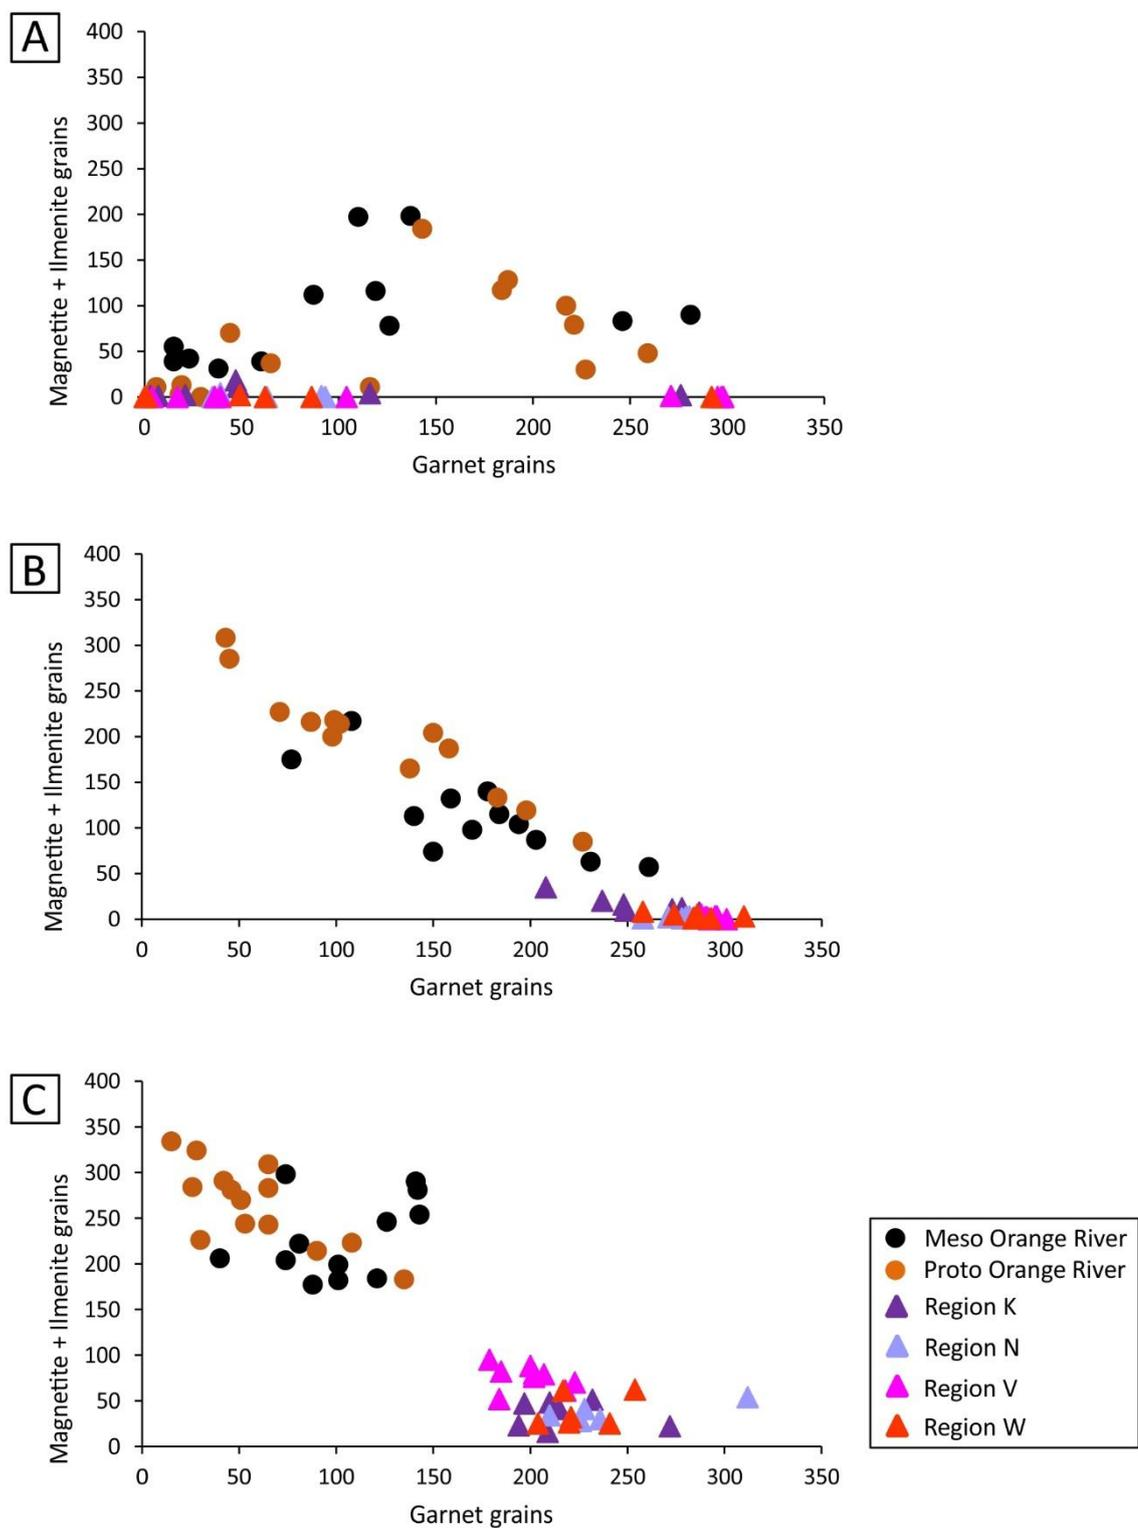 A
400
350
300
250
200
150
100
50
0
Magnetite + Ilmenite grains
0 50 100 150 200 250 300 350
Garnet grains
B
400
350
300
250
200
150
100
50
0
Magnetite + Ilmenite grains
0 50 100 150 200 250 300 350
Garnet grains
C
400
350
300
250
200
150
100
50
0
Magnetite + Ilmenite grains
0 50 100 150 200 250 300 350
Garnet grains
Meso Orange River
Proto Orange River
Region K
Region N
Region V
Region W